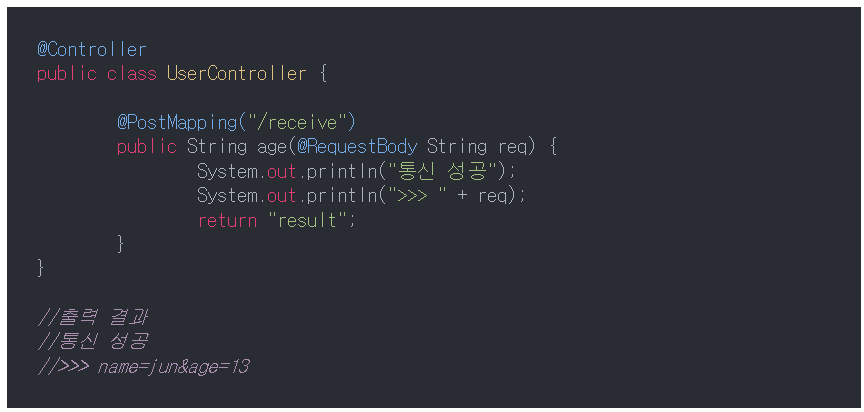 @Controller
public class UserController {
@PostMapping("/receive")
public String age(@RequestBody String req) {
System.out.println("통신 성공");
System.out.println(">>> " + req);
return "result";
}
}
//출력 결과
//통신 성공
//>>> name=jun&age=13